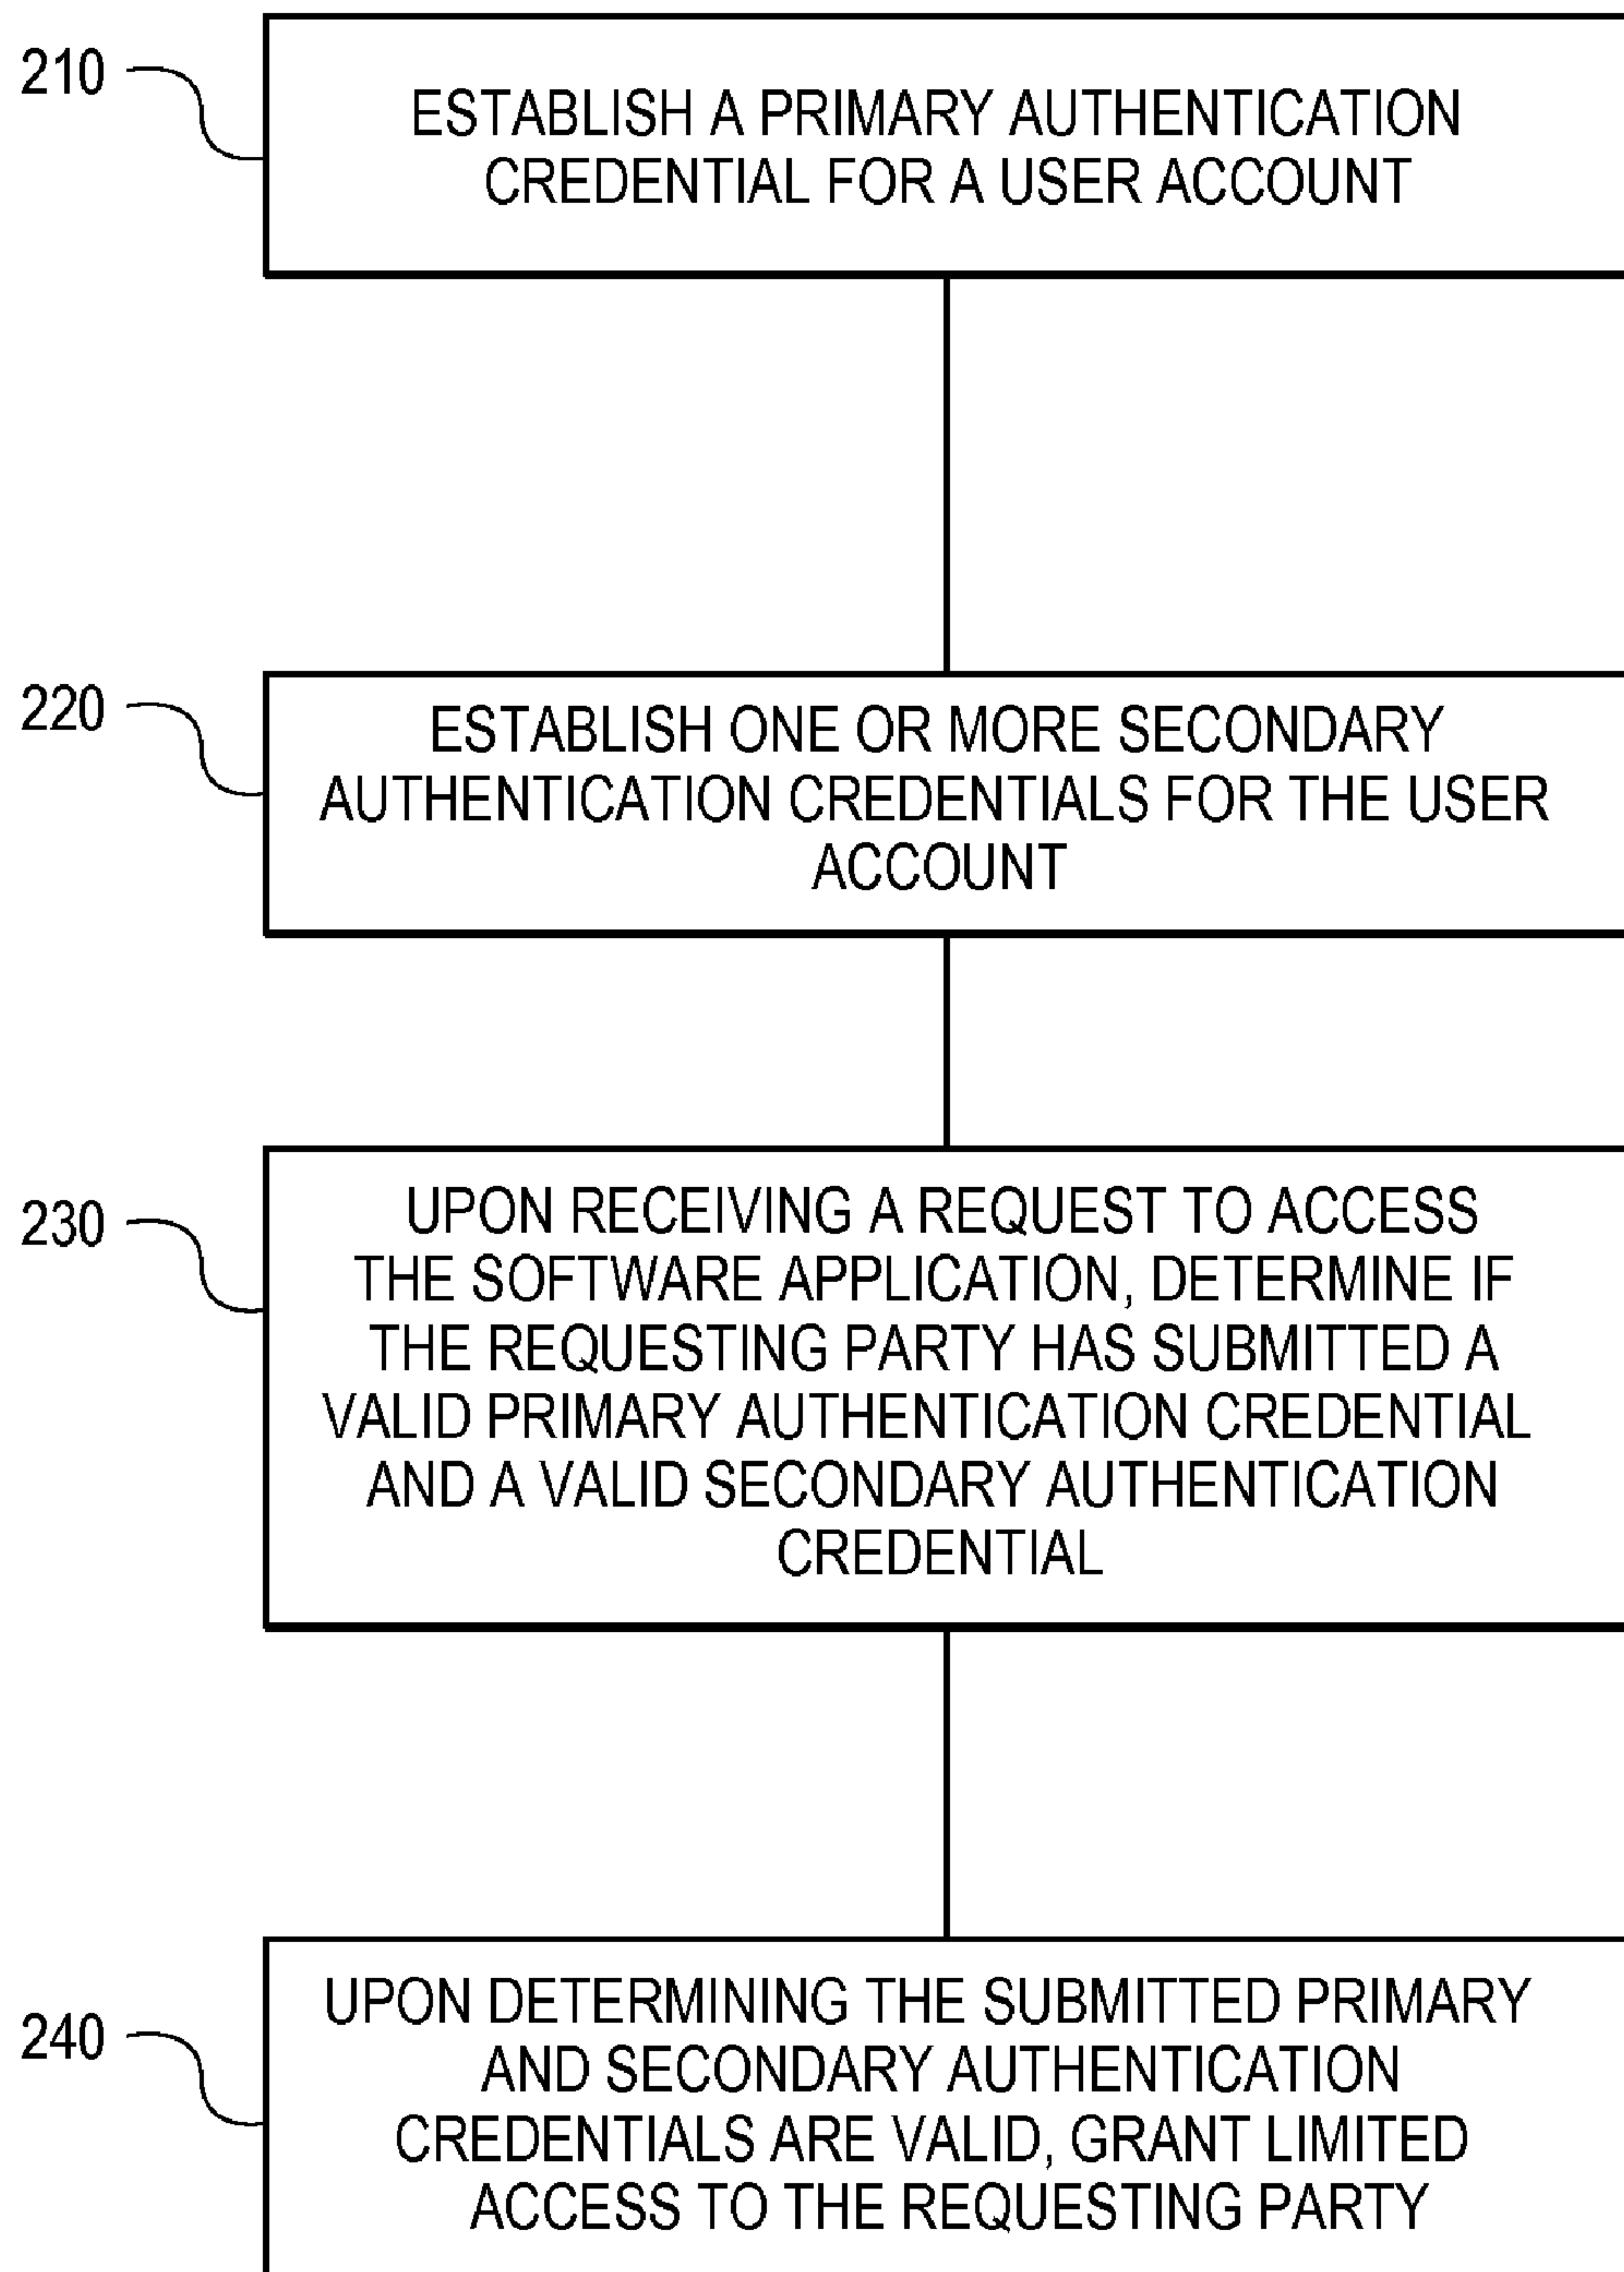 210
ESTABLISH A PRIMARY AUTHENTICATION
CREDENTIAL FOR A USER ACCOUNT
220
ESTABLISH ONE OR MORE SECONDARY
AUTHENTICATION CREDENTIALS FOR THE USER
ACCOUNT
230
UPON RECEIVING A REQUEST TO ACCESS
THE SOFTWARE APPLICATION, DETERMINE IF
THE REQUESTING PARTY HAS SUBMITTED A
VALID PRIMARY AUTHENTICATION CREDENTIAL
AND A VALID SECONDARY AUTHENTICATION
CREDENTIAL
240
UPON DETERMINING THE SUBMITTED PRIMARY
AND SECONDARY AUTHENTICATION
CREDENTIALS ARE VALID, GRANT LIMITED
ACCESS TO THE REQUESTING PARTY